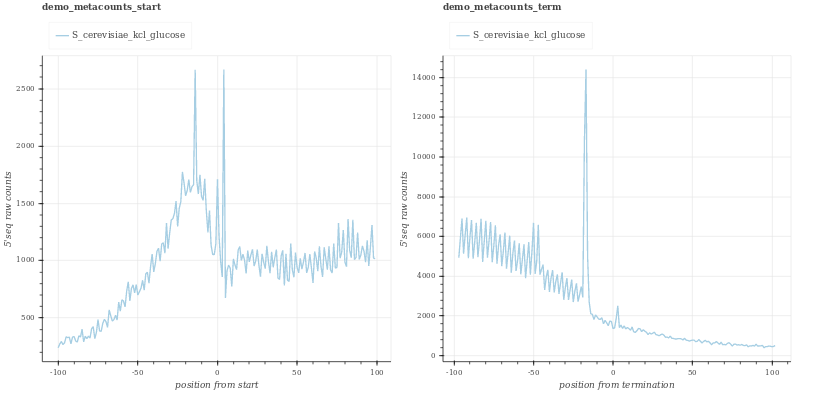 demo_metacounts_start
S_cerevisiae_kcl_glucose
2500
2000
1500
1000
500
-100
-50
0
50
100
5'seq raw counts
position from start
demo_metacounts_term
S_cerevisiae_kcl_glucose
14000
12000
10000
8000
6000
4000
2000
0
-100
-50
0
50
100
5'seq raw counts
position from termination